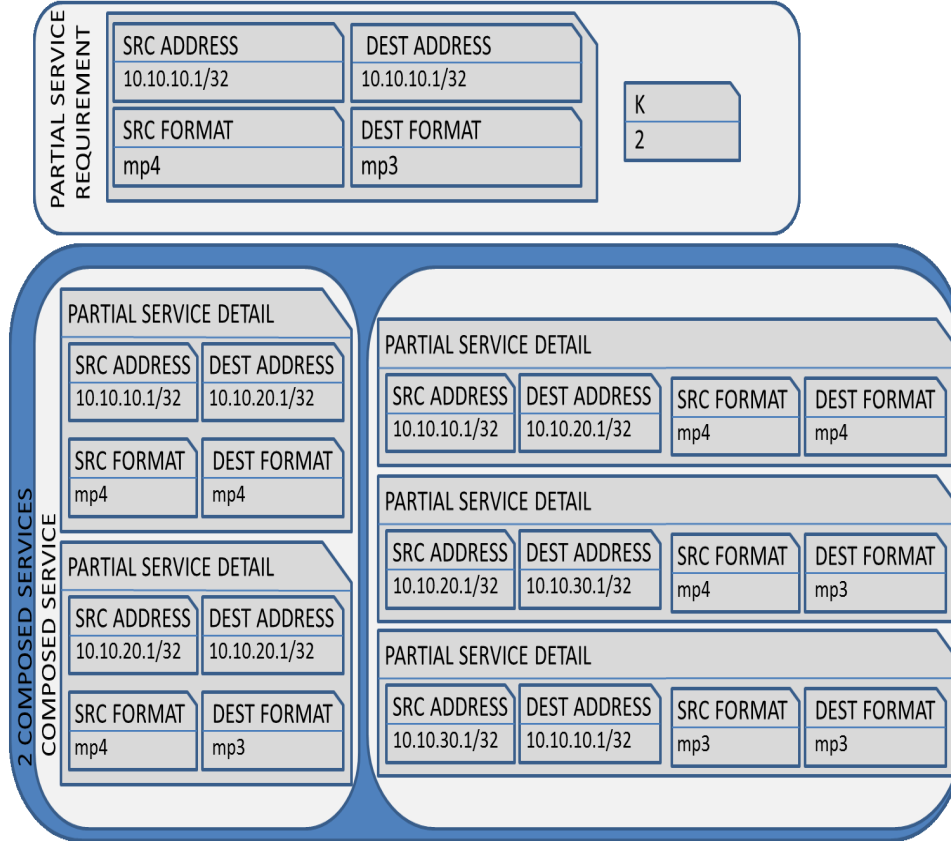 PARTIAL SERVICE
REQUIREMENT
SRC ADDRESS
10.10.10.1/32
DEST ADDRESS
10.10.10.1/32
SRC FORMAT
mp4
DEST FORMAT
mp3
K
2
2 COMPOSED SERVICES
COMPOSED SERVICE
PARTIAL SERVICE DETAIL
SRC ADDRESS
10.10.10.1/32
DEST ADDRESS
10.10.20.1/32
SRC FORMAT
mp4
DEST FORMAT
mp4
PARTIAL SERVICE DETAIL
SRC ADDRESS
10.10.20.1/32
DEST ADDRESS
10.10.20.1/32
SRC FORMAT
mp4
DEST FORMAT
mp3
PARTIAL SERVICE DETAIL
SRC ADDRESS
10.10.10.1/32
DEST ADDRESS
10.10.20.1/32
SRC FORMAT
mp4
DEST FORMAT
mp4
PARTIAL SERVICE DETAIL
SRC ADDRESS
10.10.20.1/32
DEST ADDRESS
10.10.30.1/32
SRC FORMAT
mp4
DEST FORMAT
mp3
PARTIAL SERVICE DETAIL
SRC ADDRESS
10.10.30.1/32
DEST ADDRESS
10.10.10.1/32
SRC FORMAT
mp3
DEST FORMAT
mp3